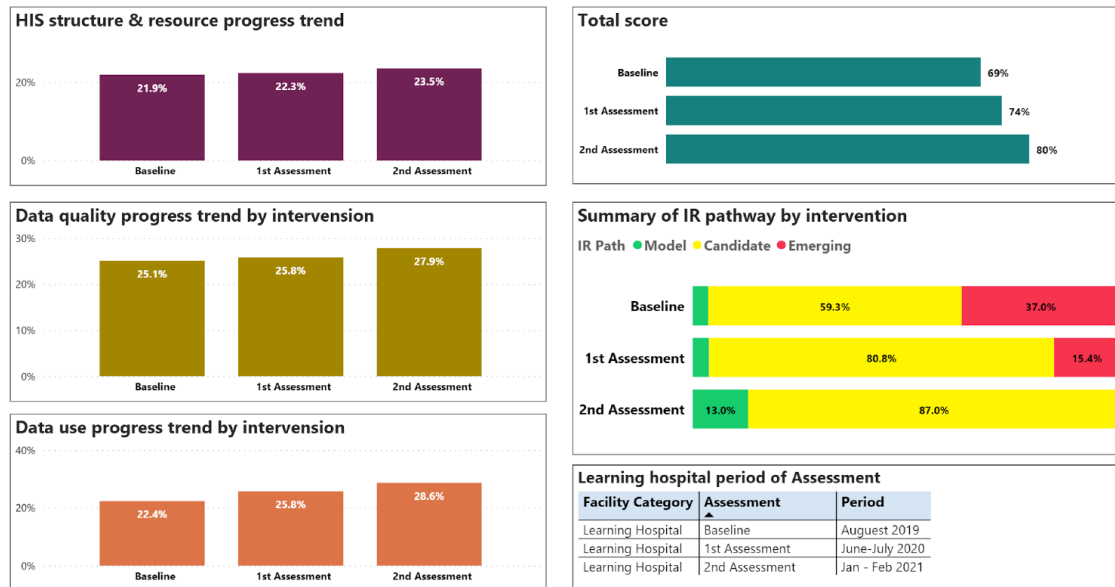 HIS structure & resource progress trend
20%
0%
21.9%
22.3%
23.5%
Baseline
1st Assessment
2nd Assessment
Data quality progress trend by intervension
30%
20%
10%
0%
25.1%
25.8%
27.9%
Baseline
1st Assessment
2nd Assessment
Data use progress trend by intervension
40%
20%
0%
22.4%
25.8%
28.6%
Baseline
1st Assessment
2nd Assessment
Total score
Baseline 69%
1st Assessment 74%
2nd Assessment 80%
Summary of IR pathway by intervention
IR Path Model Candidate Emerging
Baseline 59.3% 37.0%
1st Assessment 80.8% 15.4%
2nd Assessment 13.0% 87.0%
Learning hospital period of Assessment
Facility Category Assessment Period
Learning Hospital Baseline Auguest 2019
Learning Hospital 1st Assessment June-July 2020
Learning Hospital 2nd Assessment Jan - Feb 2021